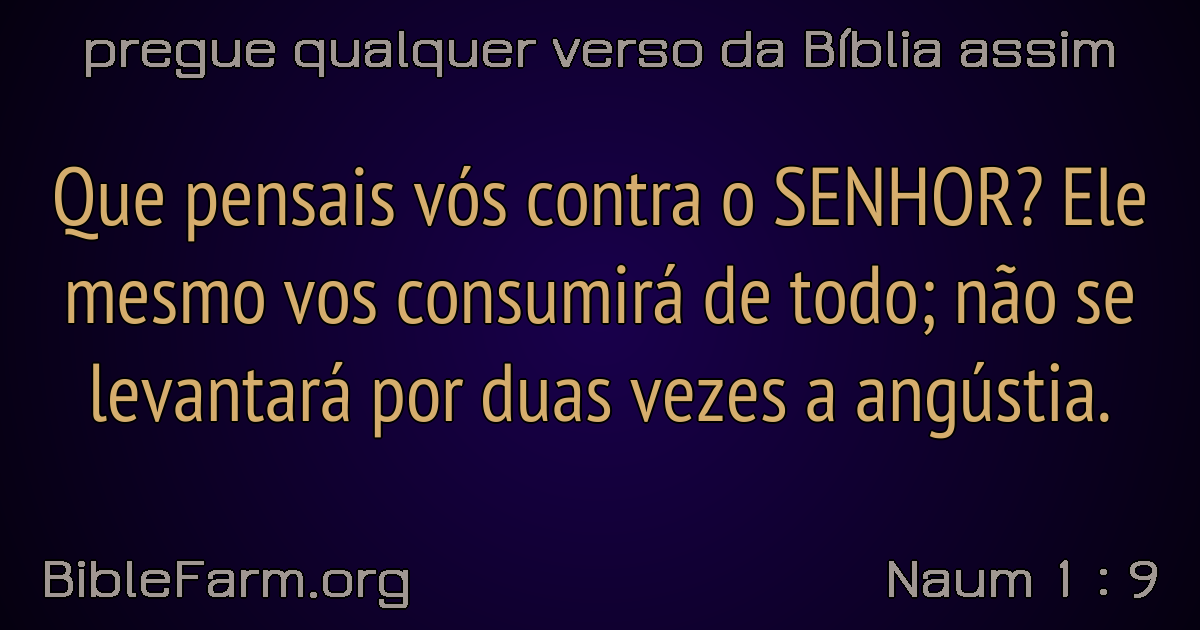 pregue qualquer verso da Bíblia assim
Que pensais vós contra o SENHOR? Ele
mesmo vos consumirá de todo; não se
levantará por duas vezes a angústia.
BibleFarm.org
Naum 1 : 9